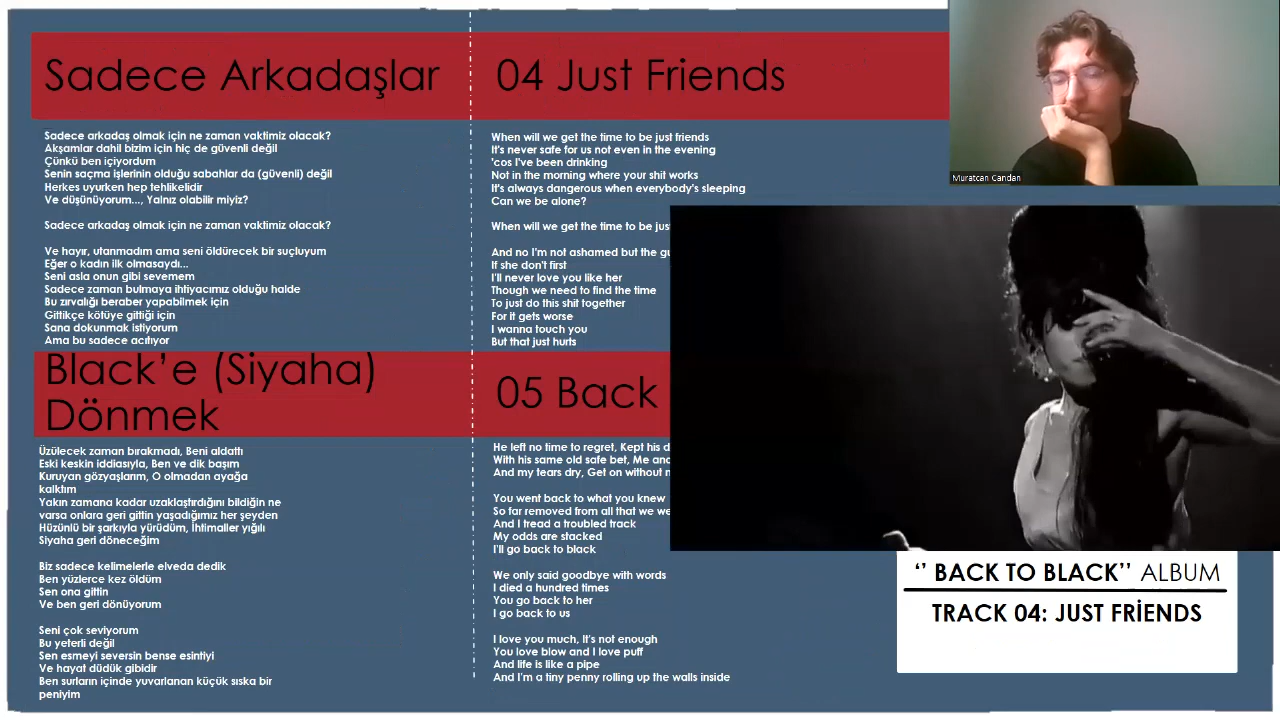 Sadece Arkadaşlar
Sadece arkadaş olmak için ne zaman vaktimiz olacak?
Akşamlar dahil bizim için hiç de güvenli değil
Çünkü ben içiyordum
Senin saçma işlerinin olduğu sabahlar da (güvenli) değil
Herkes uyurken hep tehlikelidir
Ve düşünüyorum..., Yalnız olabilir miyiz?
Sadece arkadaş olmak için ne zaman vaktimiz olacak?
Ve hayır, utanmadım ama seni öldürecek bir suçluyum
Eğer o kadın ilk olmasaydı...
Seni asla onun gibi sevemem
Sadece zaman bulmaya ihtiyacımız olduğu halde
Bu zırvalığı beraber yapabilmek için
Gittikçe kötüye gittiği için
Sana dokunmak istiyorum
Ama bu sadece acıtıyor
04 Just Friends
When will we get the time to be just friends
It's never safe for us not even in the evening
'cos I've been drinking
Not in the morning where your shit works
It's always dangerous when everybody's sleeping
Can we be alone?
When will we get the time to be jus
And no I'm not ashamed but the gu
If she don't first
I'll never love you like her
Though we need to find the time
To just do this shit together
For it gets worse
I wanna touch you
But that just hurts
Black’e (Siyaha)
Dönmek
Üzülecek zaman bırakmadı, Beni aldattı
Eski keskin iddiasıyla, Ben ve dik başım
Kuruyan gözyaşlarım, O olmadan ayağa
kalktım
Yakın zamana kadar uzaklaştırdığını bildiğin ne
varsa onlara geri gittin yaşadığımız her şeyden
Hüzünlü bir şarkıyla yürüdüm, İhtimaller yığılı
Siyaha geri döneceğim
Biz sadece kelimelerle elveda dedik
Ben yüzlerce kez öldüm
Sen ona gittin
Ve ben geri dönüyorum
Seni çok seviyorum
Bu yeterli değil
Sen esmeyi seversin bense esintiyi
Ve hayat düdük gibidir
Ben surların içinde yuvarlanan küçük sıska bir
peniyim
05 Back
He left no time to regret, Kept his d
With his same old safe bet, Me and
And my tears dry, Get on without m
You went back to what you knew
So far removed from all that we we
And I tread a troubled track
My odds are stacked
I'll go back to black
We only said goodbye with words
I died a hundred times
You go back to her
I go back to us
I love you much, It's not enough
You love blow and I love puff
And life is like a pipe
And I'm a tiny penny rolling up the walls inside
Muratcan Candan
‘’ BACK TO BLACK’’ ALBUM
TRACK 04: JUST FRİENDS